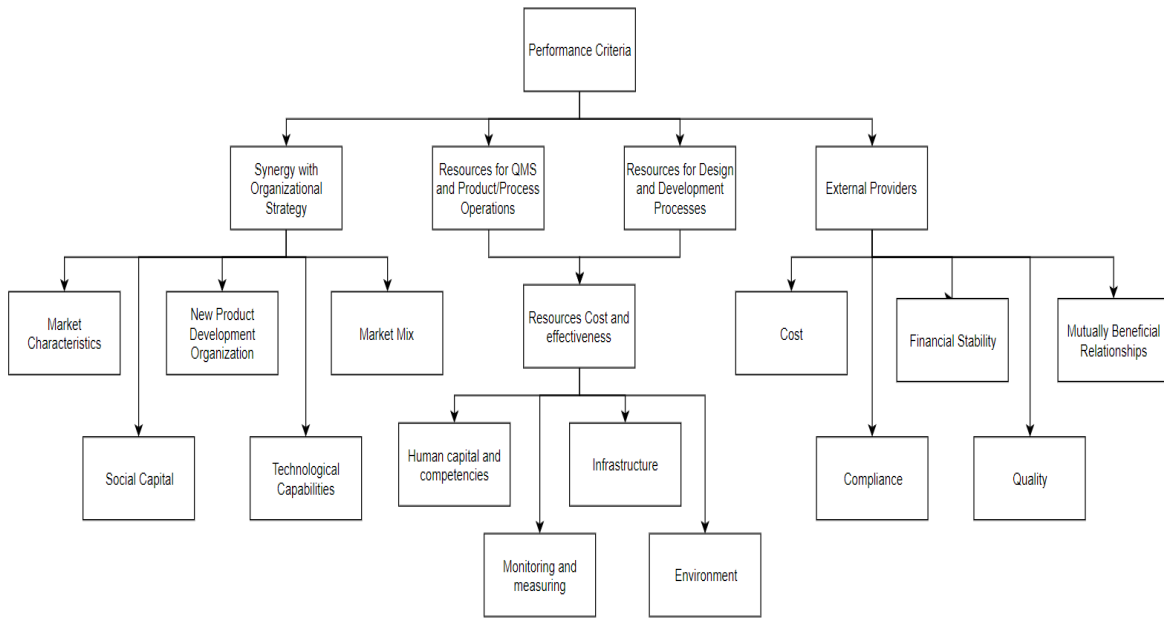 Performance Criteria
Synergy with
Organizational
Strategy
Resources for QMS
and Product/Process
Operations
Resources for Design
and Development
Processes
External Providers
Market
Characteristics
New Product
Development
Organization
Market Mix
Resources Cost and
effectiveness
Cost
Financial Stability
Mutually Beneficial
Relationships
Social Capital
Technological
Capabilities
Human capital and
competencies
Infrastructure
Compliance
Quality
Monitoring and
measuring
Environment